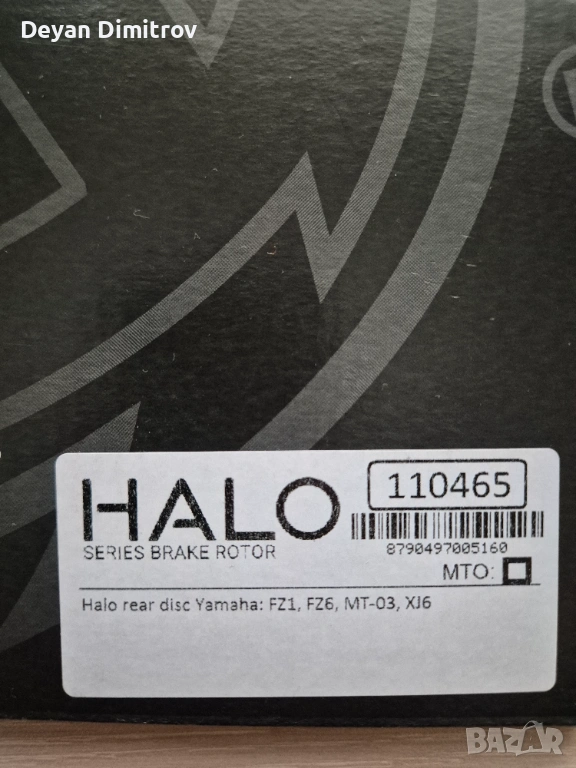 Deyan Dimitrov
HALO
110465
SERIES BRAKE ROTOR
8790497005160
MTO:
Halo rear disc Yamaha: FZ1, FZ6, MT-03, XJ6
BAZAR